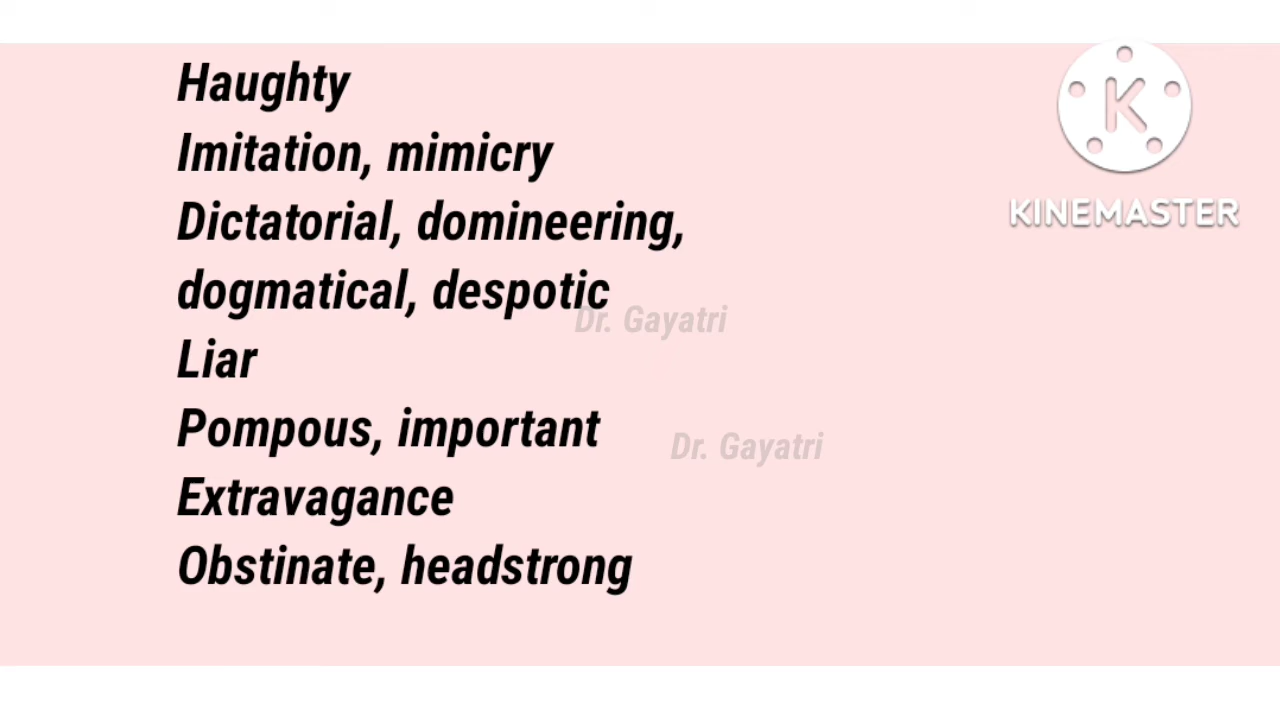 Haughty
Imitation, mimicry
Dictatorial, domineering,
dogmatical, despotic
Liar
Pompous, important
Extravagance
Obstinate, headstrong
Dr. Gayatri
Dr. Gayatri
K
KINEMASTER